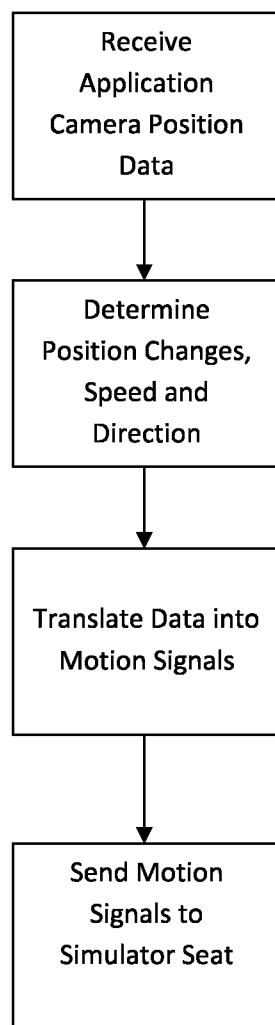 Receive
Application
Camera Position
Data
Determine
Position Changes,
Speed and
Direction
Translate Data into
Motion Signals
Send Motion
Signals to
Simulator Seat